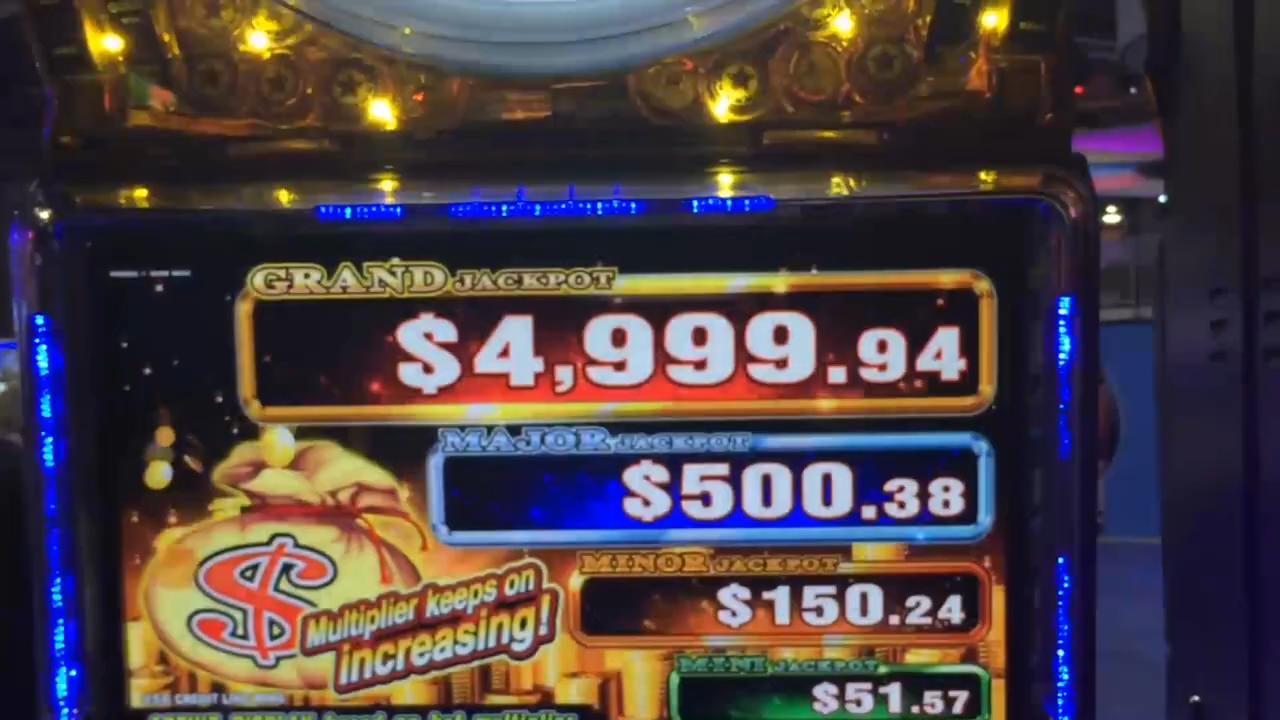 GRAND JACKPOT
$4,999.94
MAJOR JACKPOT
$500.38
MINOR JACKPOT
$150.24
MINI JACKPOT
$51.57
$
Multiplier keeps on
increasing!